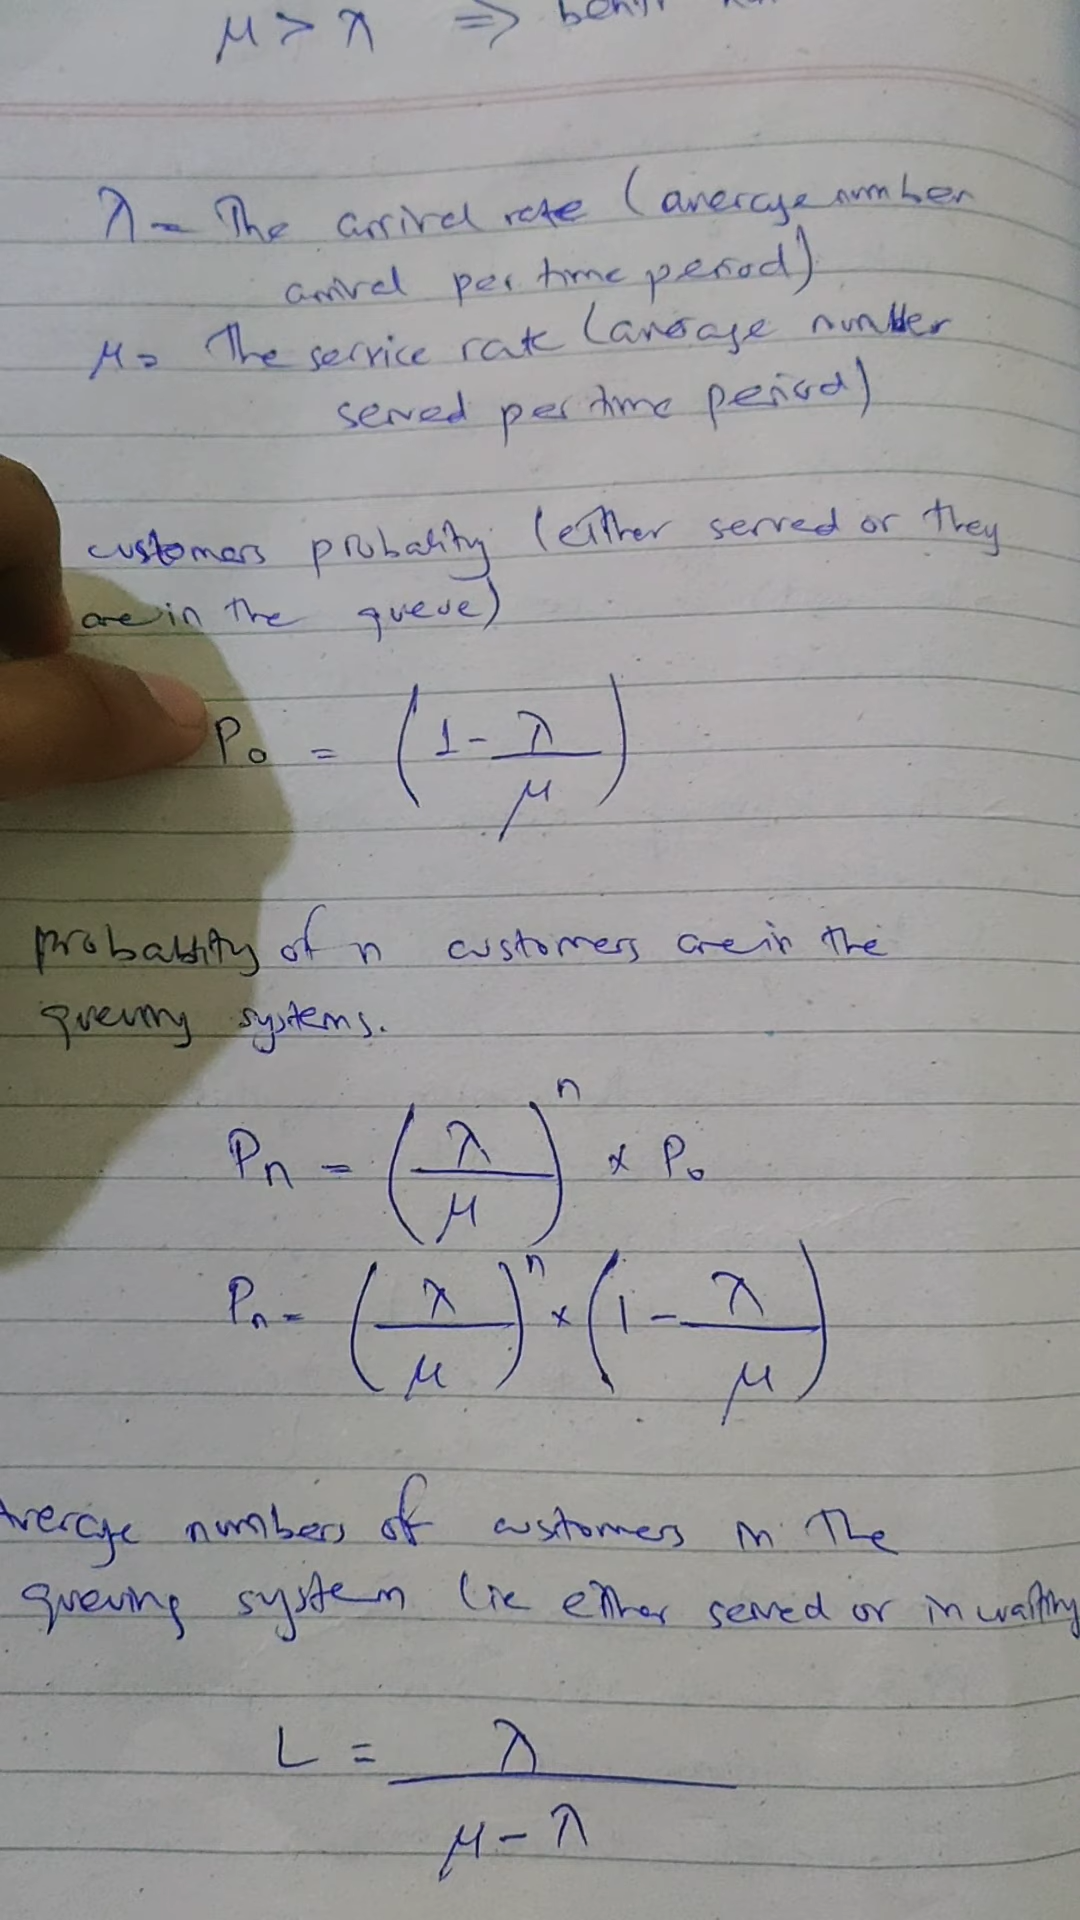 μ > λ ⇒
λ = The arrival rate (average number
arrival per time period)
μ = The service rate (average number
served per time period)
customers probality (either served or they
are in the queue)
P₀ = (1 - λ/μ)
probability of n customers are in the
queuing systems.
Pn = (λ/μ)ⁿ × P₀
Pn = (λ/μ)ⁿ × (1 - λ/μ)
Average numbers of customers in the
queuing system (ie either served or in waiting
L = λ/(μ - λ)